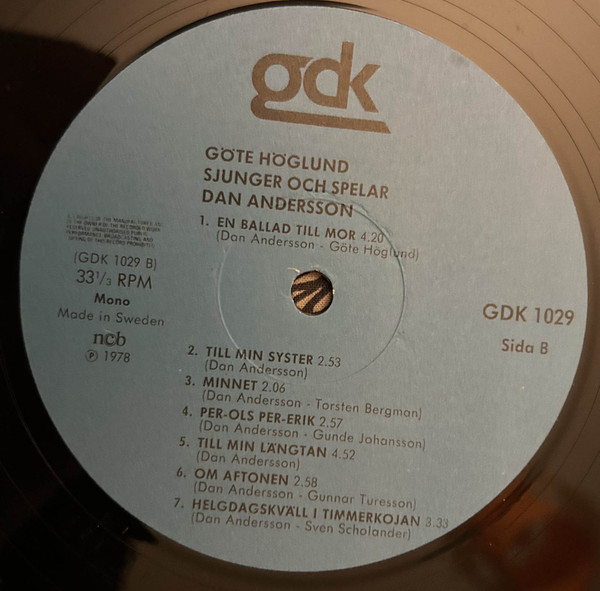 gdk
GÖTE HÖGLUND
SJUNGER OCH SPELAR
DAN ANDERSSON
1. EN BALLAD TILL MOR 4.20
(Dan Andersson - Göte Höglund)
(GDK 1029 B)
33 1/3 RPM
Mono
Made in Sweden
ncb
℗ 1978
GDK 1029
Sida B
2. TILL MIN SYSTER 2.53
(Dan Andersson)
3. MINNET 2.06
(Dan Andersson - Torsten Bergman)
4. PER-OLS PER-ERIK 2.57
(Dan Andersson - Gunde Johansson)
5. TILL MIN LÄNGTAN 4.52
(Dan Andersson)
6. OM AFTONEN 2.58
(Dan Andersson - Gunnar Turesson)
7. HELGDAGSKVÄLL I TIMMERKOJAN 3.33
(Dan Andersson - Sven Scholander)